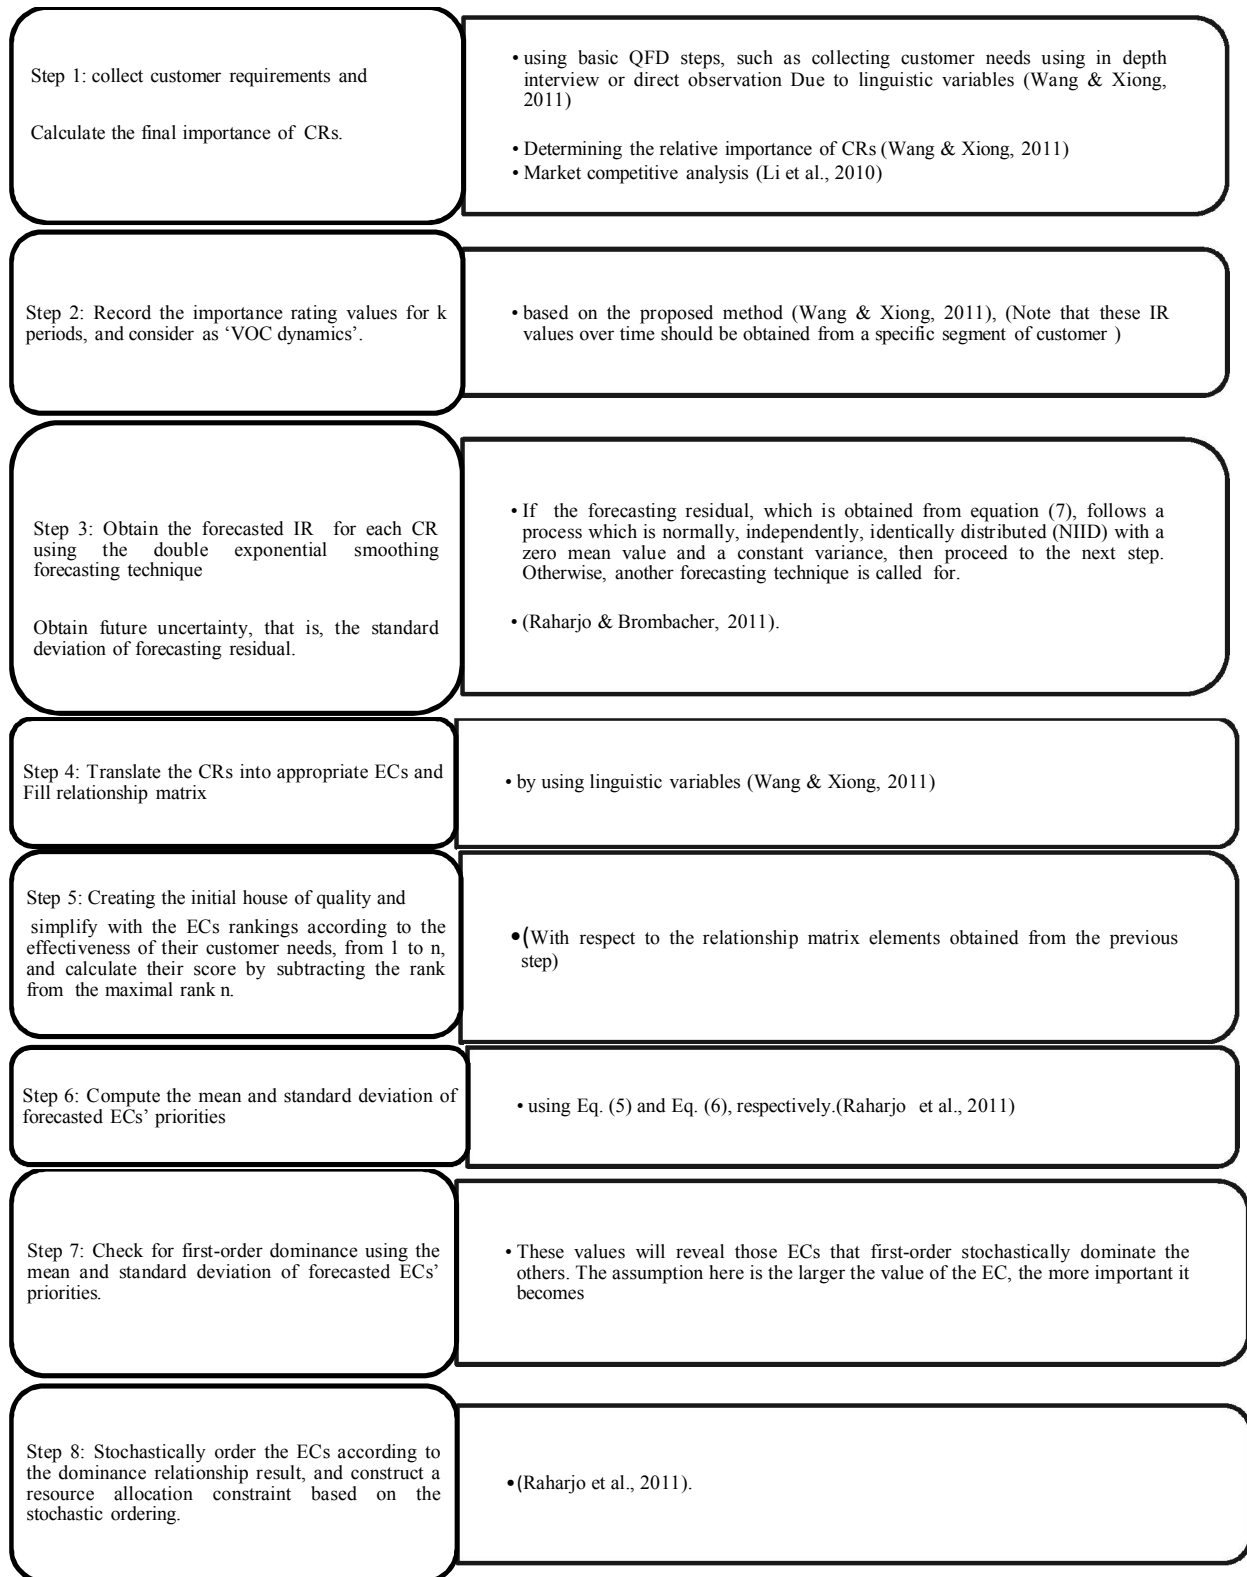 Step 1: collect customer requirements and
Calculate the final importance of CRs.
• using basic QFD steps, such as collecting customer needs using in depth
interview or direct observation Due to linguistic variables (Wang & Xiong,
2011)
• Determining the relative importance of CRs (Wang & Xiong, 2011)
• Market competitive analysis (Li et al., 2010)
Step 2: Record the importance rating values for k
periods, and consider as ‘VOC dynamics’.
• based on the proposed method (Wang & Xiong, 2011), (Note that these IR
values over time should be obtained from a specific segment of customer )
Step 3: Obtain the forecasted IR for each CR
using the double exponential smoothing
forecasting technique
Obtain future uncertainty, that is, the standard
deviation of forecasting residual.
• If the forecasting residual, which is obtained from equation (7), follows a
process which is normally, independently, identically distributed (NIID) with a
zero mean value and a constant variance, then proceed to the next step.
Otherwise, another forecasting technique is called for.
• (Raharjo & Brombacher, 2011).
Step 4: Translate the CRs into appropriate ECs and
Fill relationship matrix
• by using linguistic variables (Wang & Xiong, 2011)
Step 5: Creating the initial house of quality and
simplify with the ECs rankings according to the
effectiveness of their customer needs, from 1 to n,
and calculate their score by subtracting the rank
from the maximal rank n.
• (With respect to the relationship matrix elements obtained from the previous
step)
Step 6: Compute the mean and standard deviation of
forecasted ECs’ priorities
• using Eq. (5) and Eq. (6), respectively.(Raharjo et al., 2011)
Step 7: Check for first-order dominance using the
mean and standard deviation of forecasted ECs’
priorities.
• These values will reveal those ECs that first-order stochastically dominate the
others. The assumption here is the larger the value of the EC, the more important it
becomes
Step 8: Stochastically order the ECs according to
the dominance relationship result, and construct a
resource allocation constraint based on the
stochastic ordering.
• (Raharjo et al., 2011).